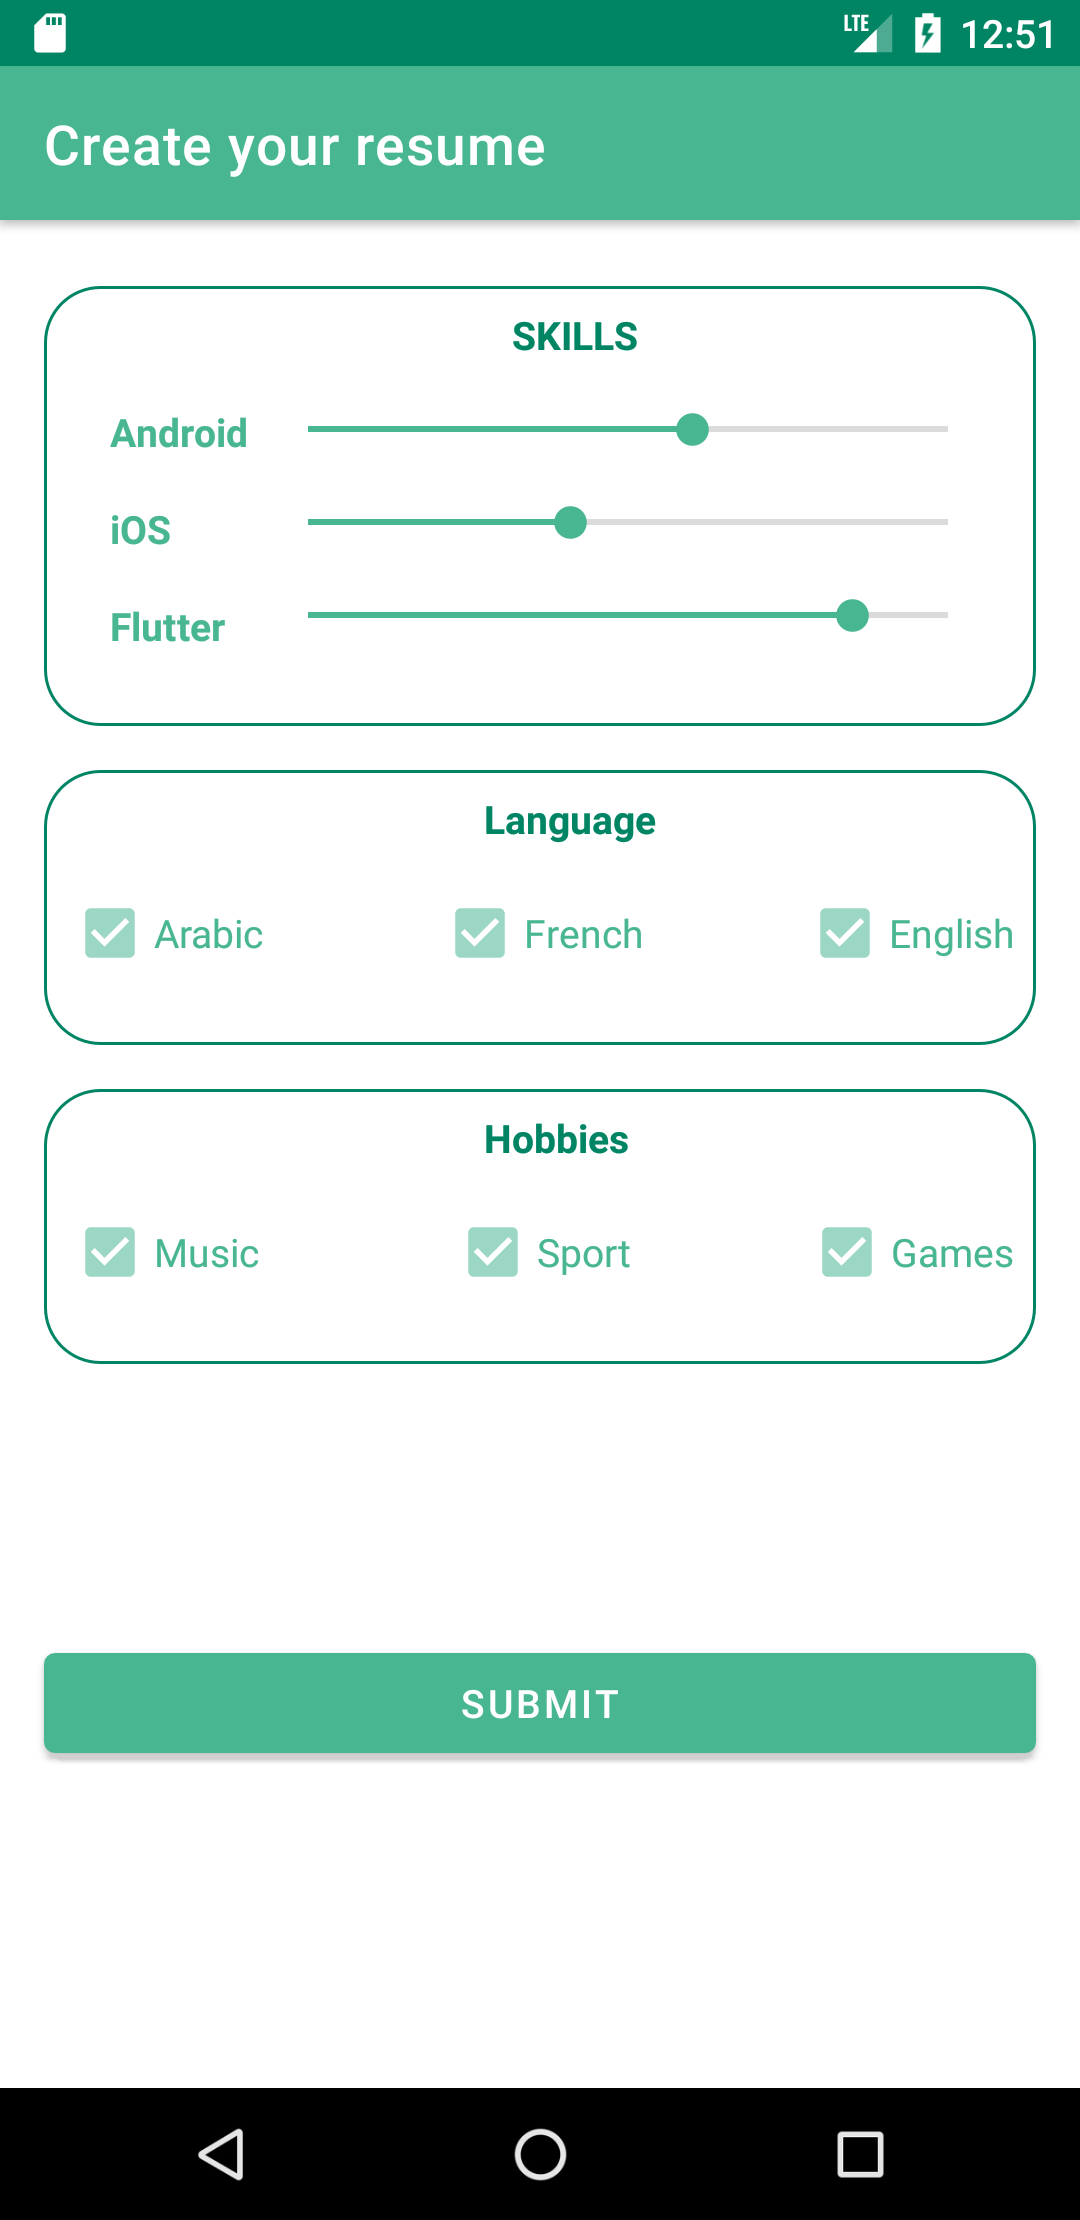 LTE 12:51
Create your resume
SKILLS
Android
iOS
Flutter
Language
Arabic French English
Hobbies
Music Sport Games
SUBMIT